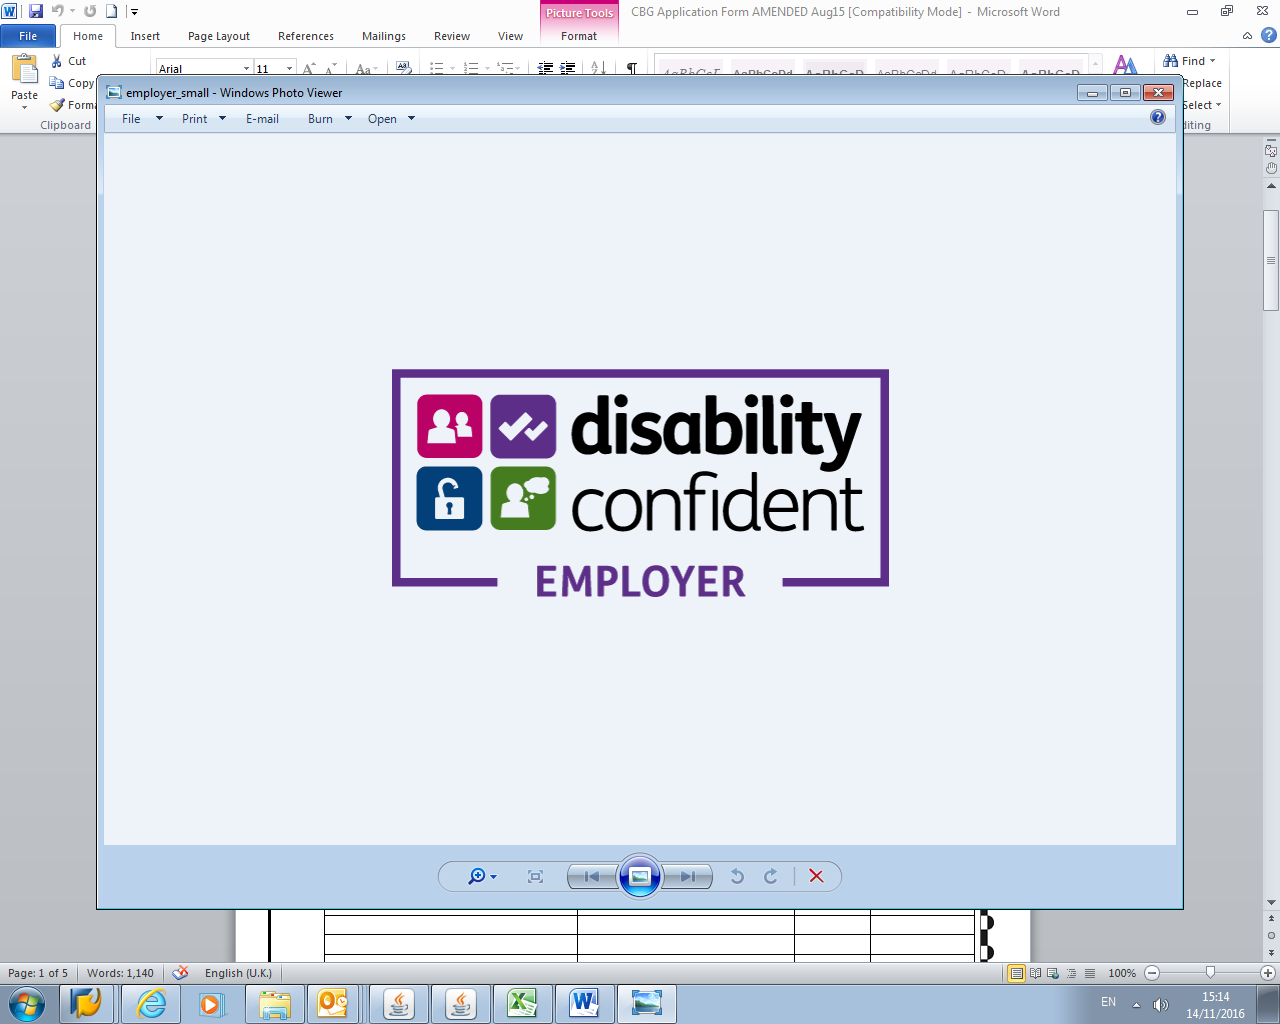 CBG Application Form AMENDED Aug15 [Compatibility Mode] - Microsoft Word
Picture Tools
File Home Insert Page Layout References Mailings Review View Format
Cut
Copy
Paste
Clipboard
Arial 11
Find
Replace
Select
employer_small - Windows Photo Viewer
File Print E-mail Burn Open
disability
confident
EMPLOYER
Page: 1 of 5 Words: 1,140 English (U.K.) 100%
EN
15:14
14/11/2016